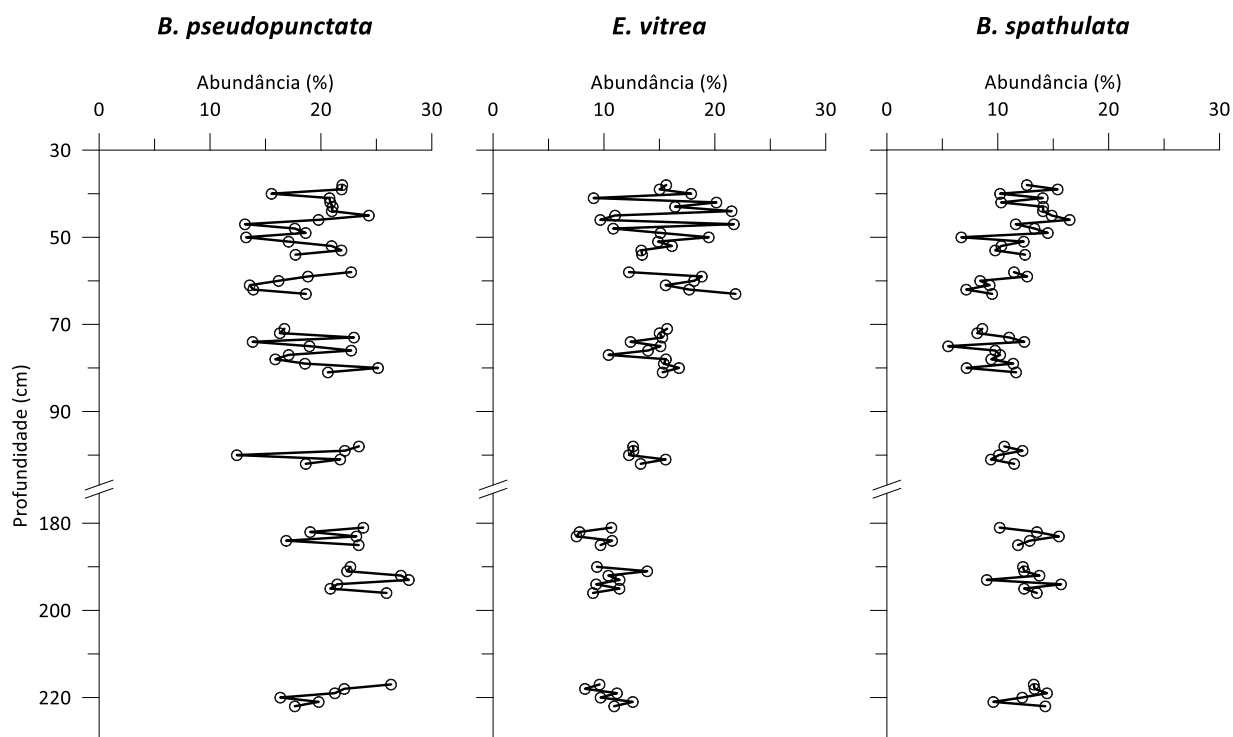 B. pseudopunctata
E. vitrea
B. spathulata
Abundância (%)
Abundância (%)
Abundância (%)
0 10 20 30
0 10 20 30
0 10 20 30
Profundidade (cm)
30
50
70
90
180
200
220